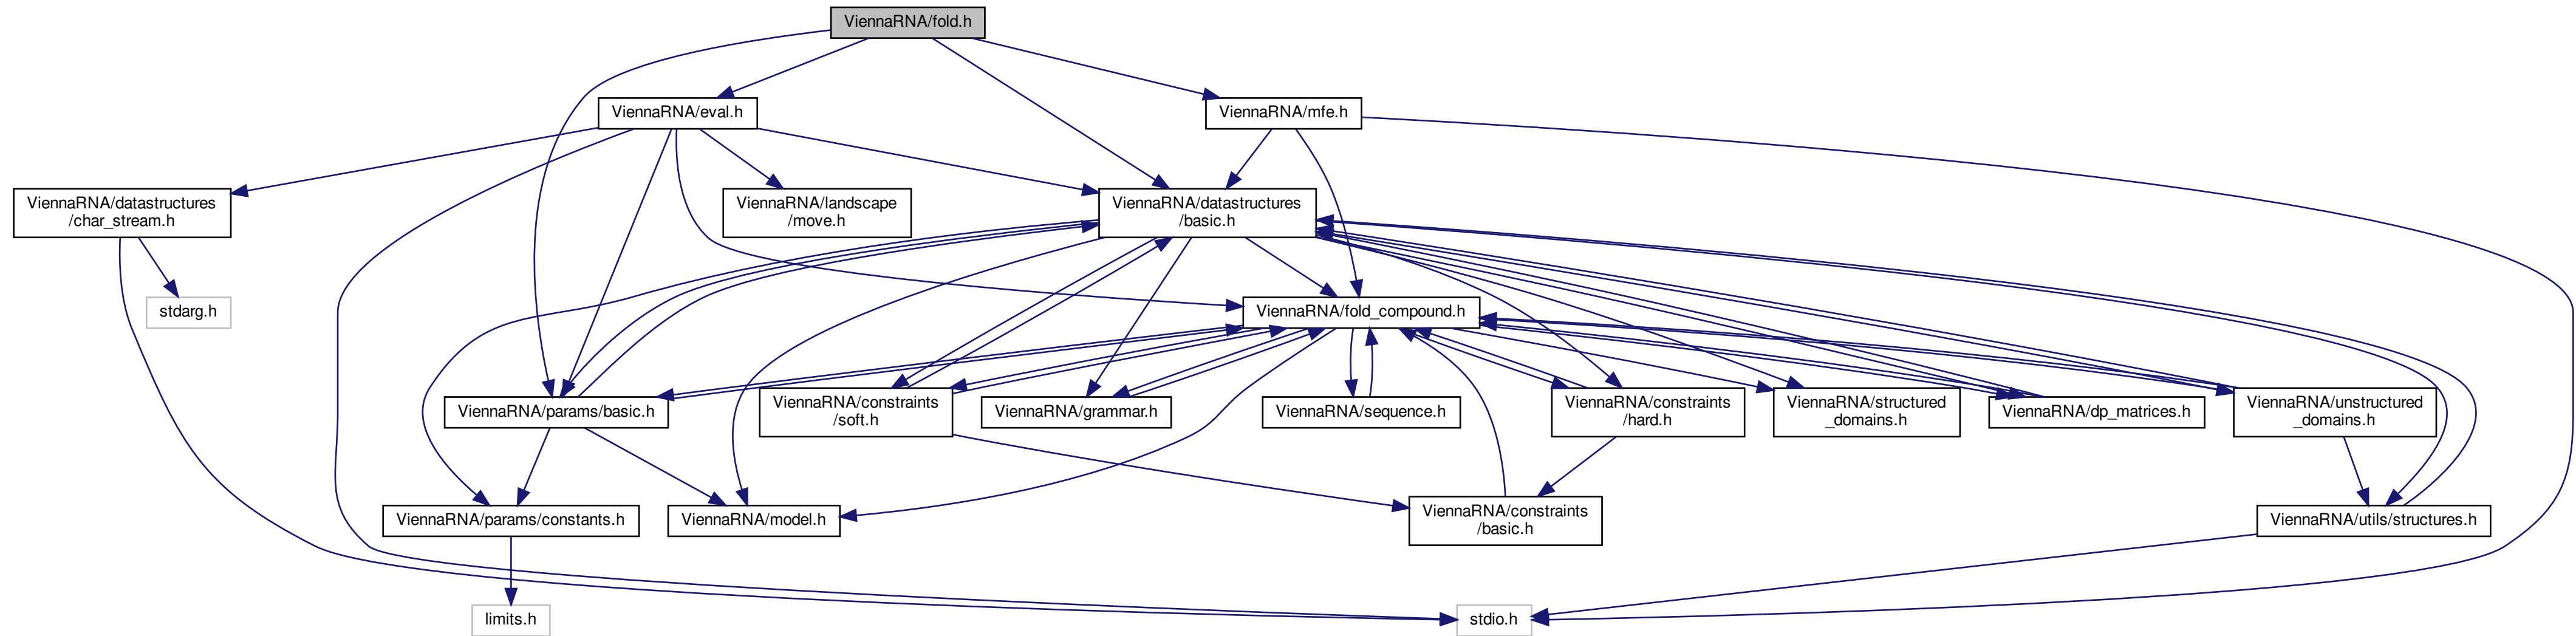 ViennaRNA/fold.h
ViennaRNA/eval.h
ViennaRNA/mfe.h
ViennaRNA/datastructures
/char_stream.h
ViennaRNA/landscape
/move.h
ViennaRNA/datastructures
/basic.h
stdarg.h
ViennaRNA/fold_compound.h
ViennaRNA/params/basic.h
ViennaRNA/constraints
/soft.h
ViennaRNA/grammar.h
ViennaRNA/sequence.h
ViennaRNA/constraints
/hard.h
ViennaRNA/structured
_domains.h
ViennaRNA/dp_matrices.h
ViennaRNA/unstructured
_domains.h
ViennaRNA/params/constants.h
ViennaRNA/model.h
ViennaRNA/constraints
/basic.h
ViennaRNA/utils/structures.h
limits.h
stdio.h